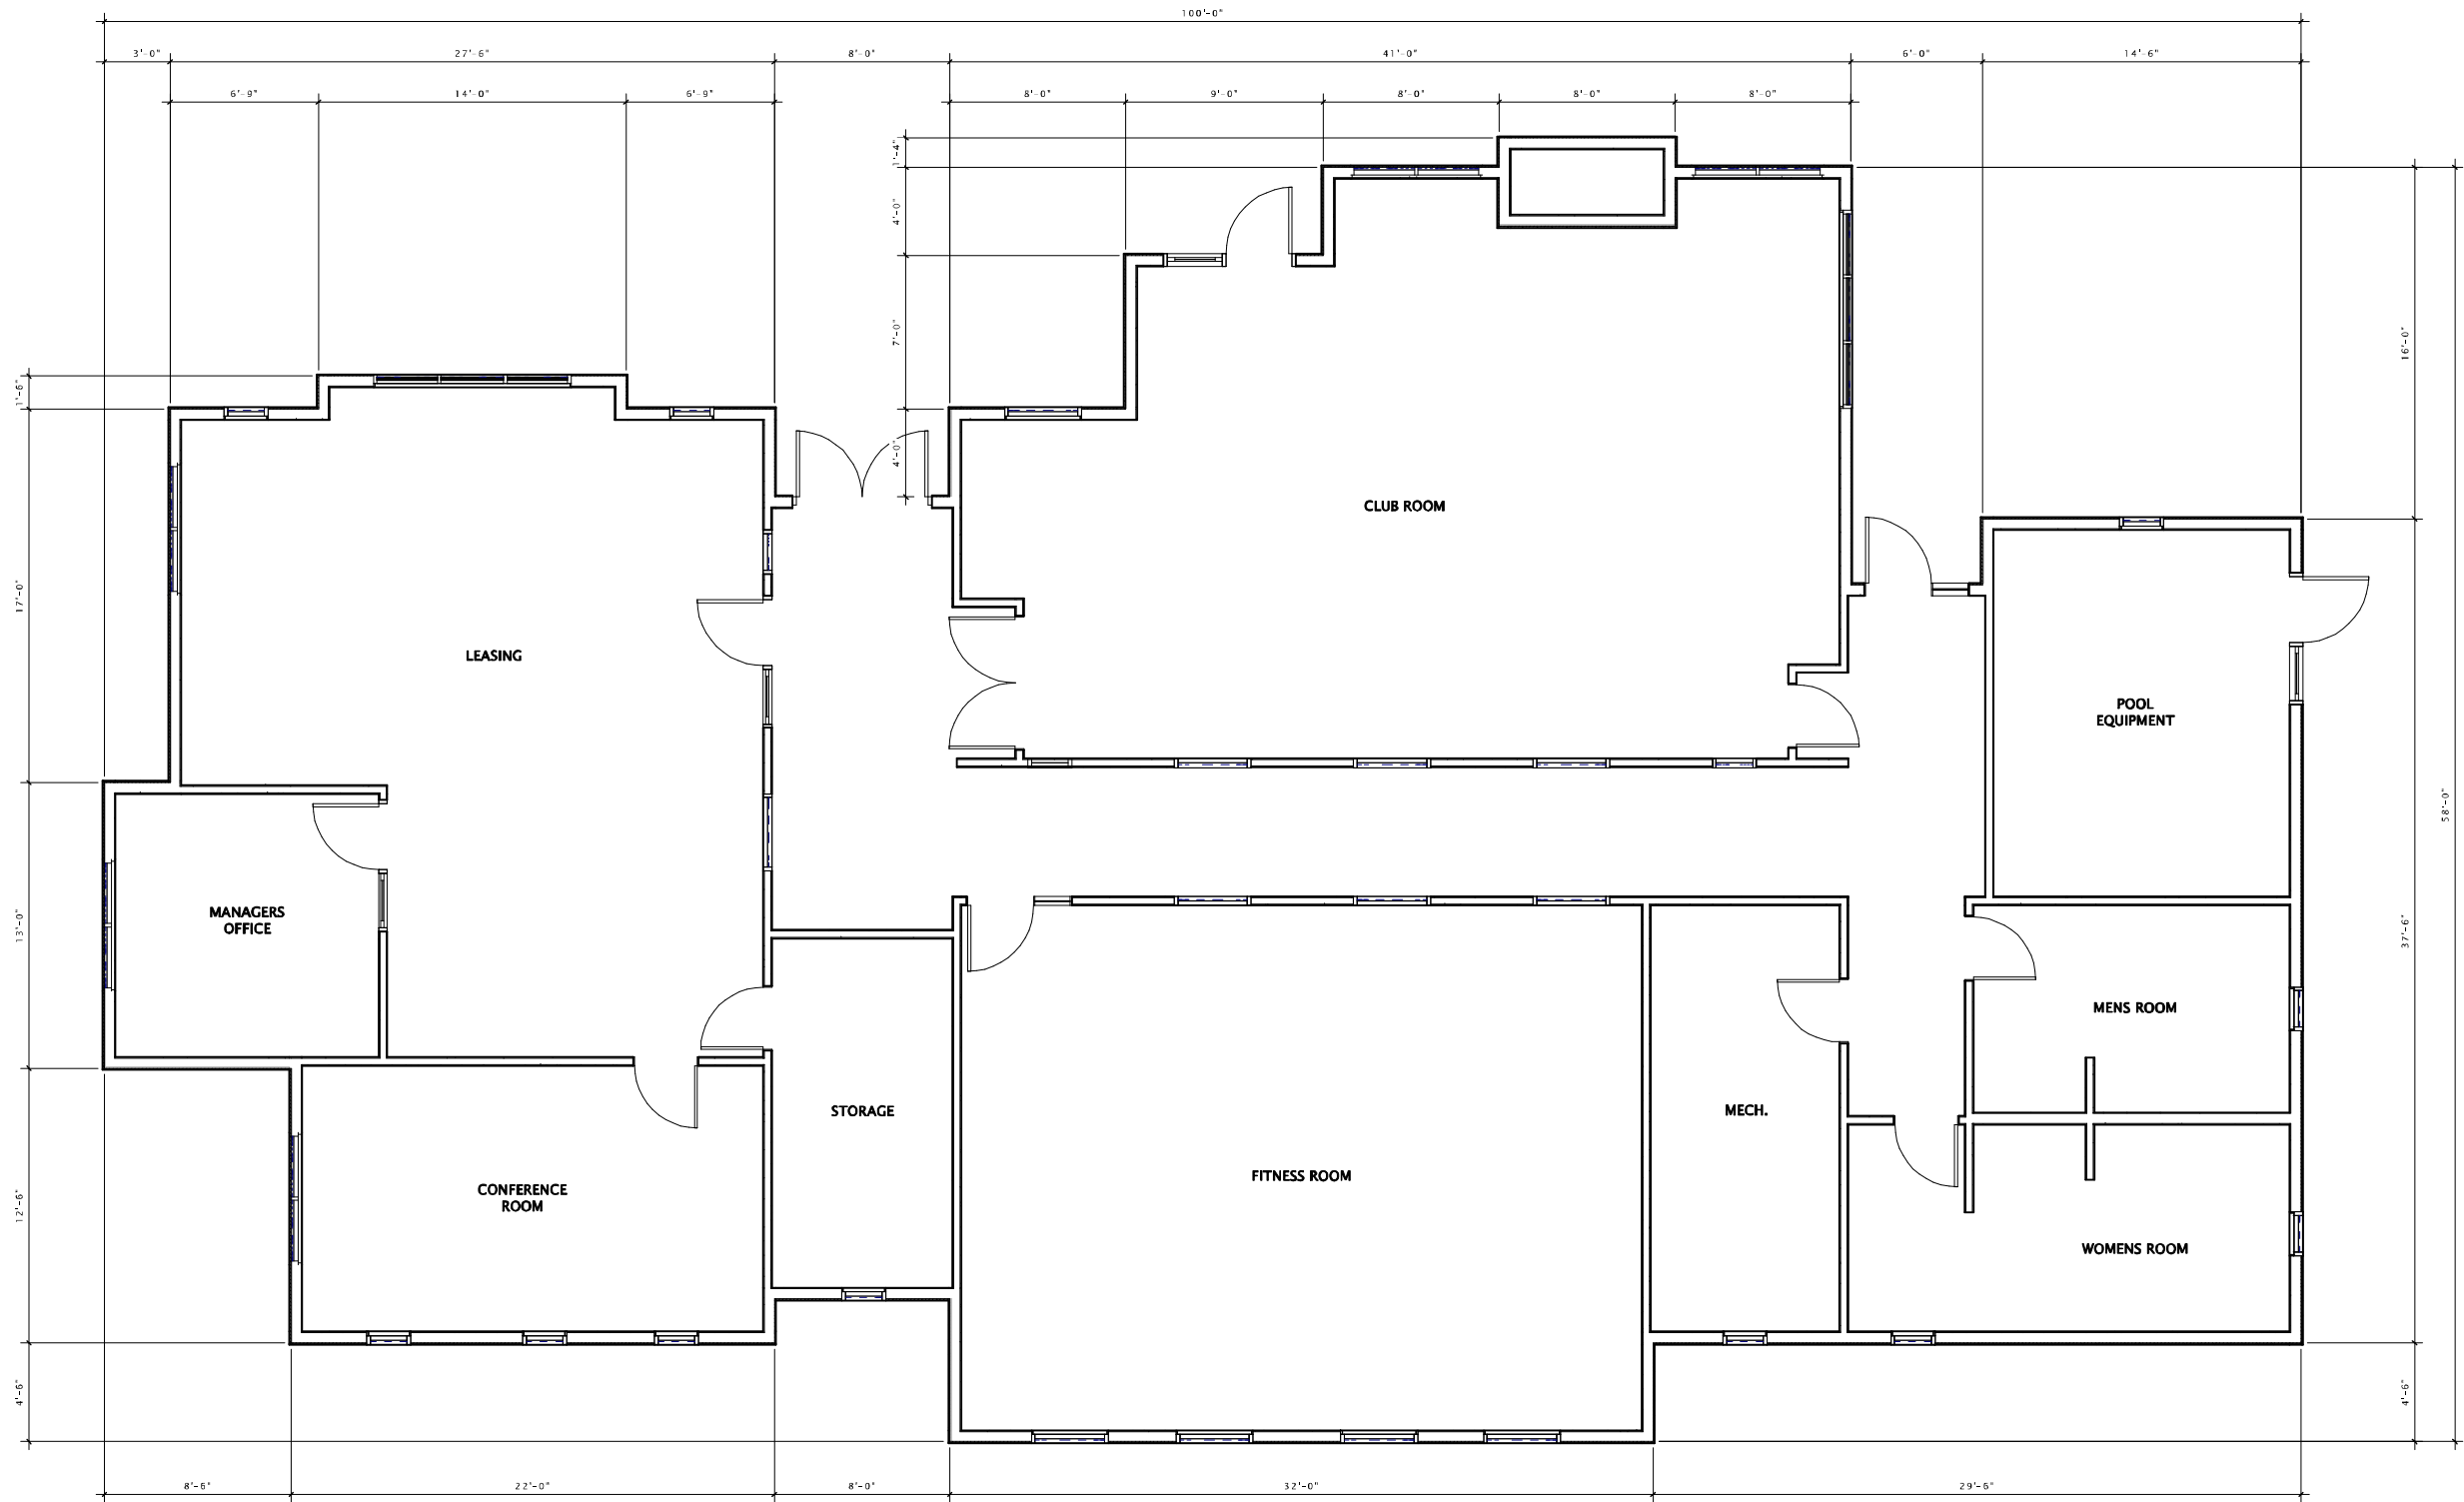 100'-0"
3'-0"
27'-6"
8'-0"
41'-0"
6'-0"
14'-6"
6'-9"
14'-0"
6'-9"
8'-0"
9'-0"
8'-0"
8'-0"
8'-0"
1'-4"
4'-0"
7'-0"
4'-0"
1'-6"
17'-0"
13'-0"
12'-6"
4'-6"
16'-0"
37'-6"
4'-6"
58'-0"
CLUB ROOM
LEASING
POOL
EQUIPMENT
MANAGERS
OFFICE
MENS ROOM
STORAGE
MECH.
FITNESS ROOM
CONFERENCE
ROOM
WOMENS ROOM
8'-6"
22'-0"
8'-0"
32'-0"
29'-6"